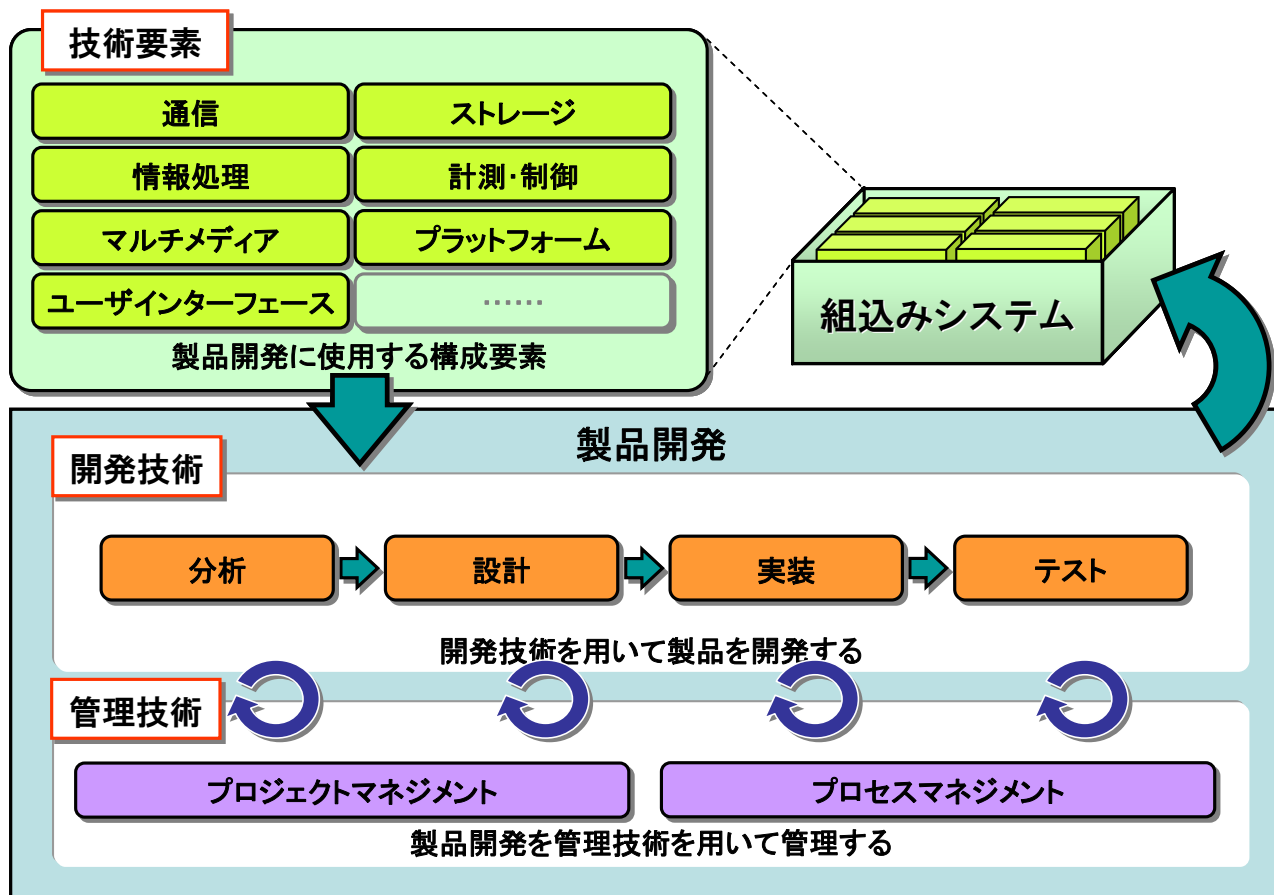 技術要素
通信
ストレージ
情報処理
計測・制御
マルチメディア
プラットフォーム
ユーザインターフェース
……
製品開発に使用する構成要素
組込みシステム
製品開発
開発技術
分析
設計
実装
テスト
開発技術を用いて製品を開発する
管理技術
プロジェクトマネジメント
プロセスマネジメント
製品開発を管理技術を用いて管理する